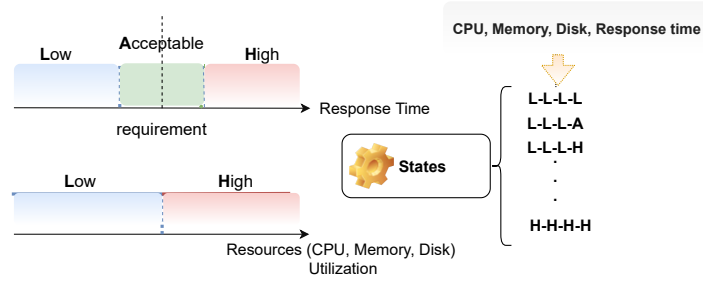 Low
Acceptable
High
Response Time
requirement
Low
High
Resources (CPU, Memory, Disk)
Utilization
States
CPU, Memory, Disk, Response time
L-L-L-L
L-L-L-A
L-L-L-H
.
.
.
H-H-H-H